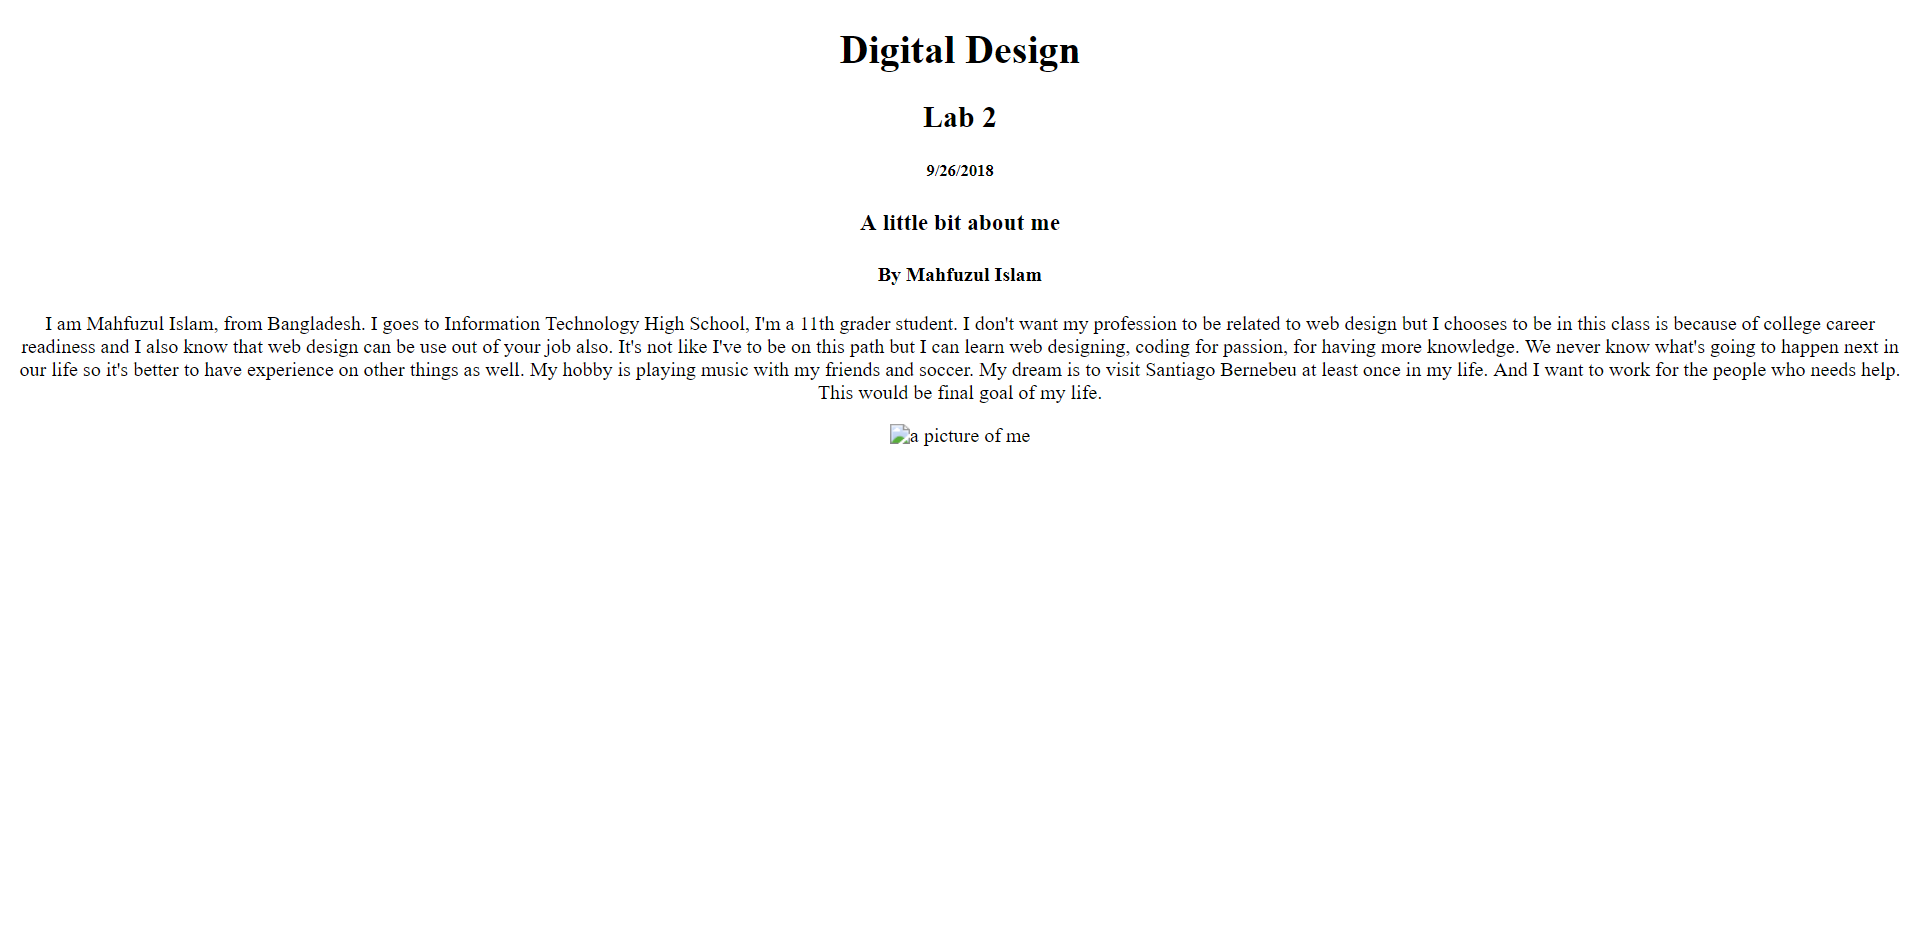 Digital Design
Lab 2
9/26/2018
A little bit about me
By Mahfuzul Islam
I am Mahfuzul Islam, from Bangladesh. I goes to Information Technology High School, I'm a 11th grader student. I don't want my profession to be related to web design but I chooses to be in this class is because of college career
readiness and I also know that web design can be use out of your job also. It's not like I've to be on this path but I can learn web designing, coding for passion, for having more knowledge. We never know what's going to happen next in
our life so it's better to have experience on other things as well. My hobby is playing music with my friends and soccer. My dream is to visit Santiago Bernebeu at least once in my life. And I want to work for the people who needs help.
This would be final goal of my life.
a picture of me